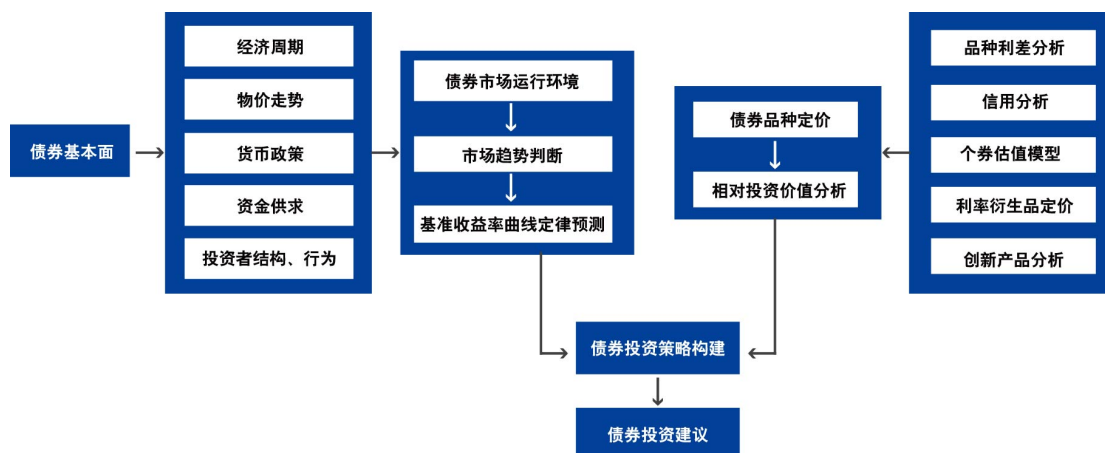 债券基本面
经济周期
物价走势
货币政策
资金供求
投资者结构、行为
债券市场运行环境
市场趋势判断
基准收益率曲线定律预测
债券品种定价
相对投资价值分析
品种利差分析
信用分析
个券估值模型
利率衍生品定价
创新产品分析
债券投资策略构建
债券投资建议